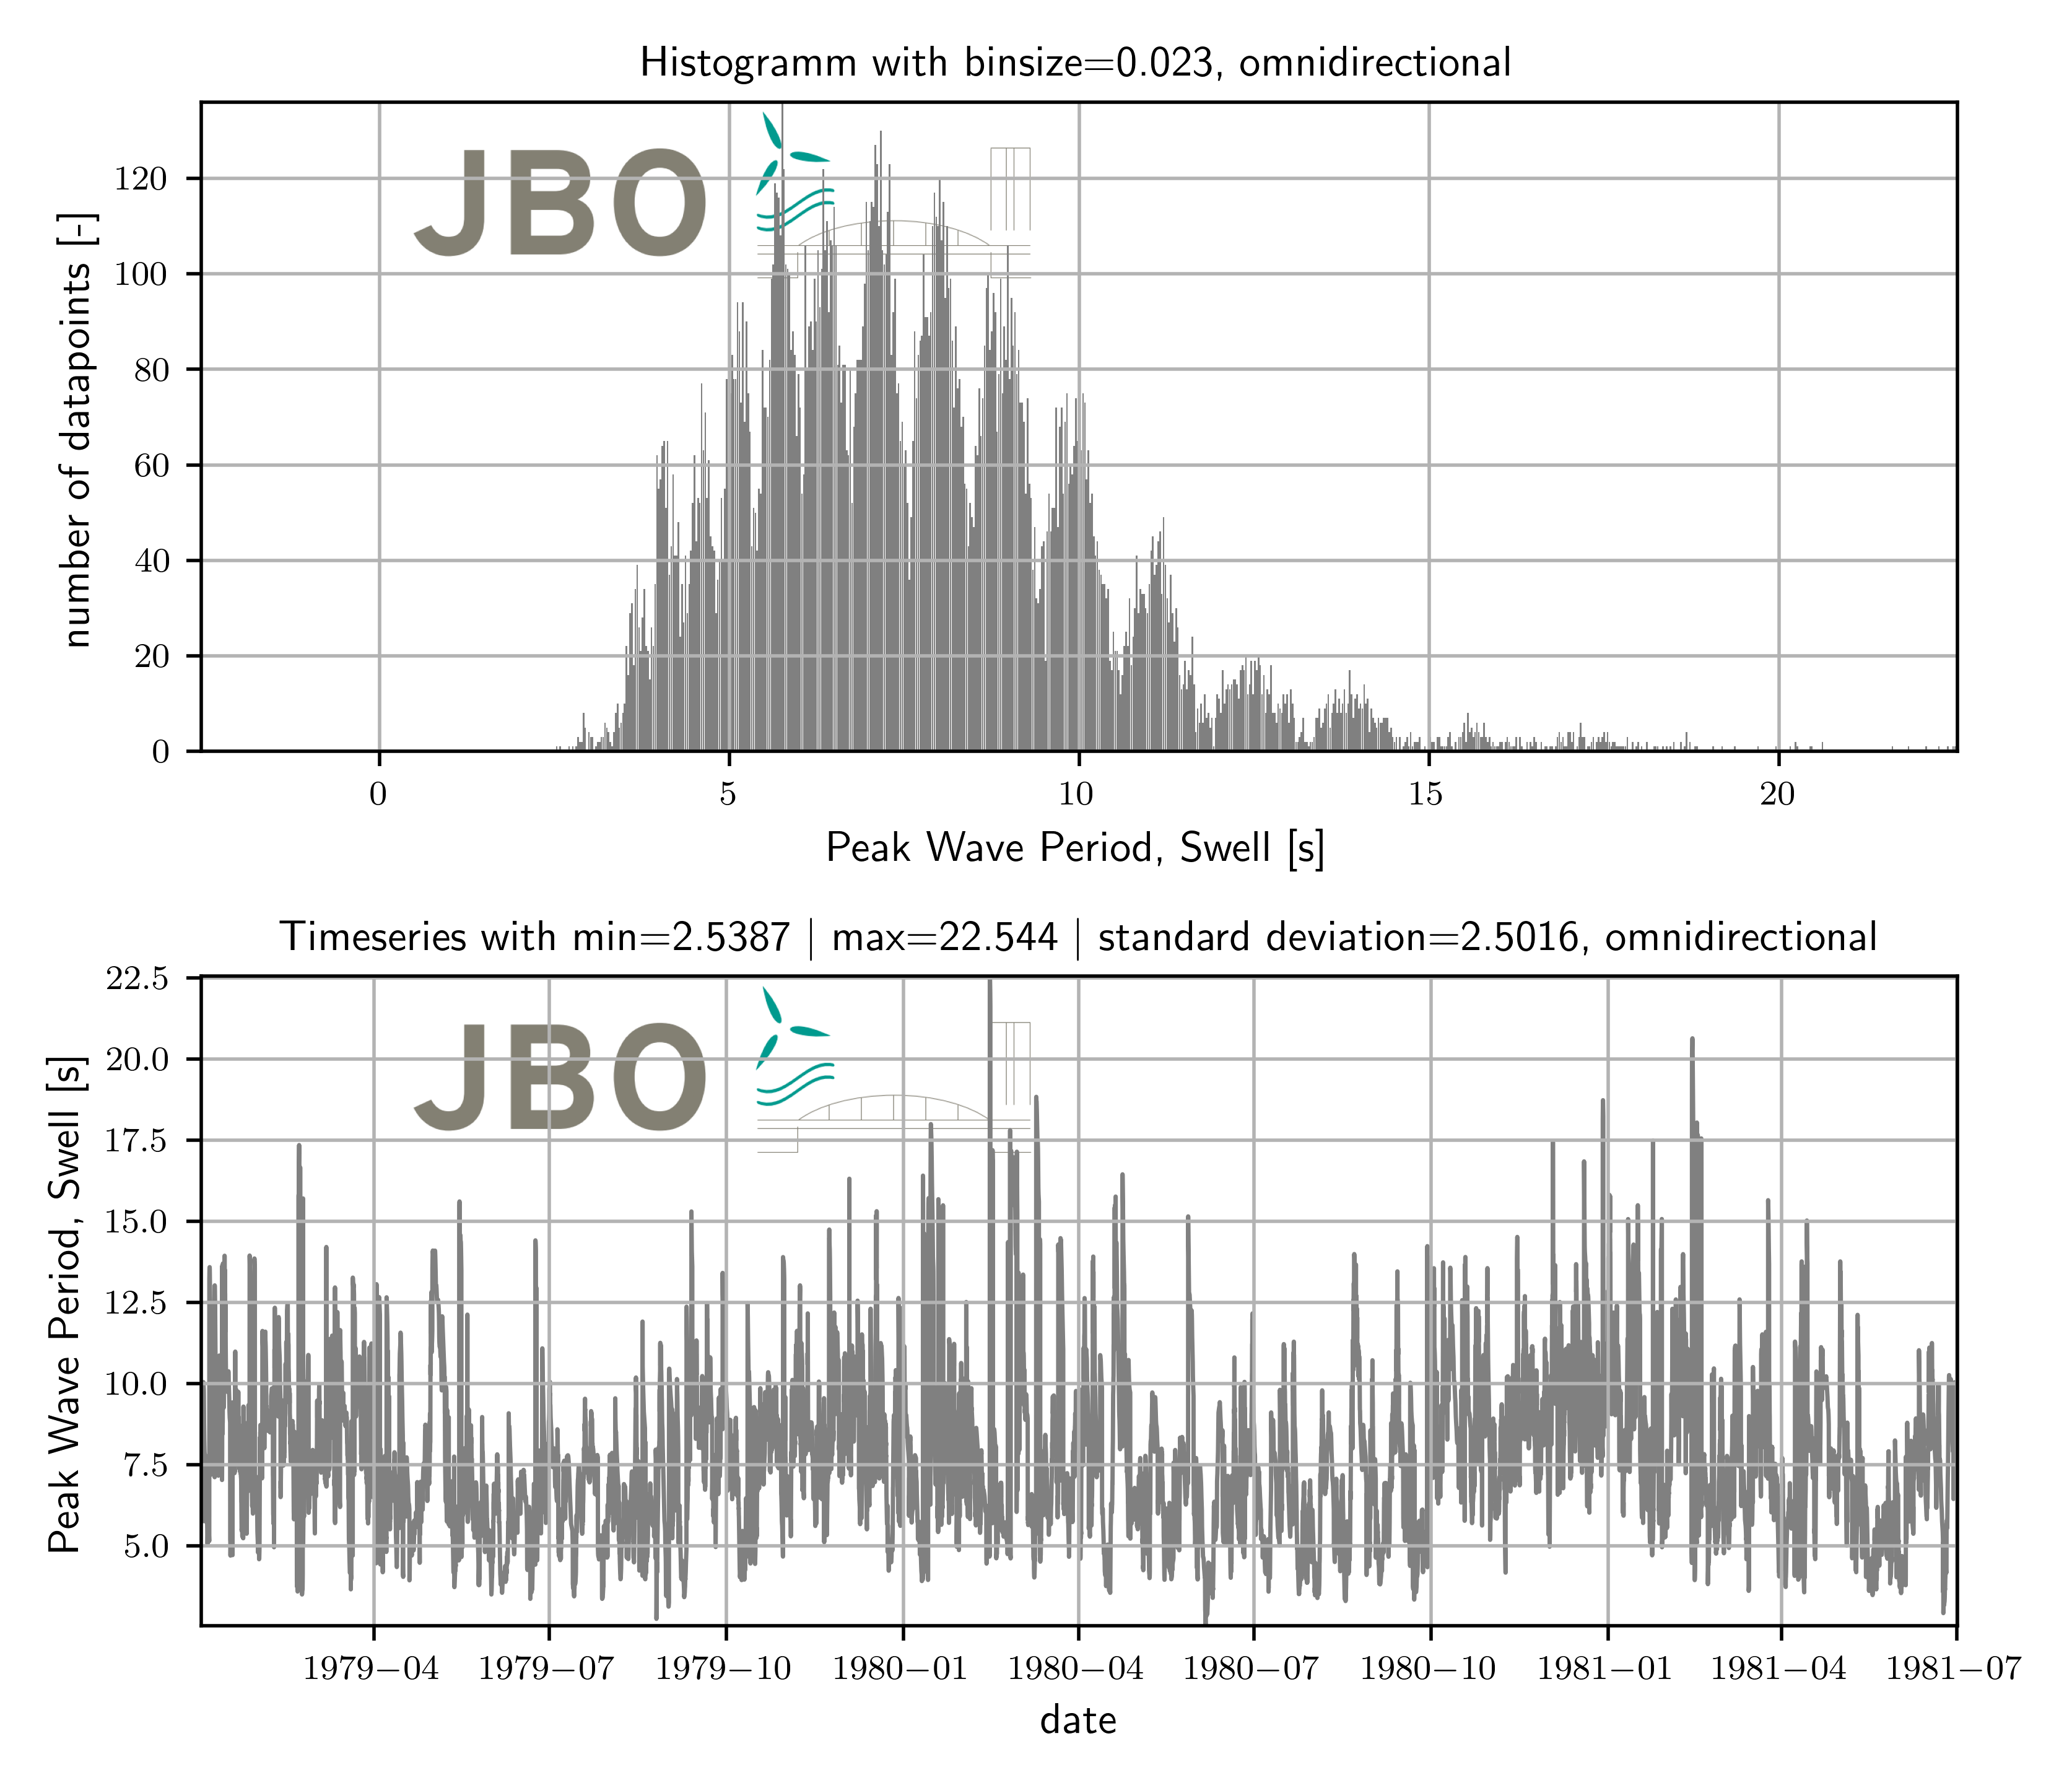 Histogramm with binsize=0.023, omnidirectional
JBO
number of datapoints [-]
120
100
80
60
40
20
0
0 5 10 15 20
Peak Wave Period, Swell [s]
Timeseries with min=2.5387 | max=22.544 | standard deviation=2.5016, omnidirectional
JBO
Peak Wave Period, Swell [s]
22.5
20.0
17.5
15.0
12.5
10.0
7.5
5.0
1979−04 1979−07 1979−10 1980−01 1980−04 1980−07 1980−10 1981−01 1981−04 1981−07
date